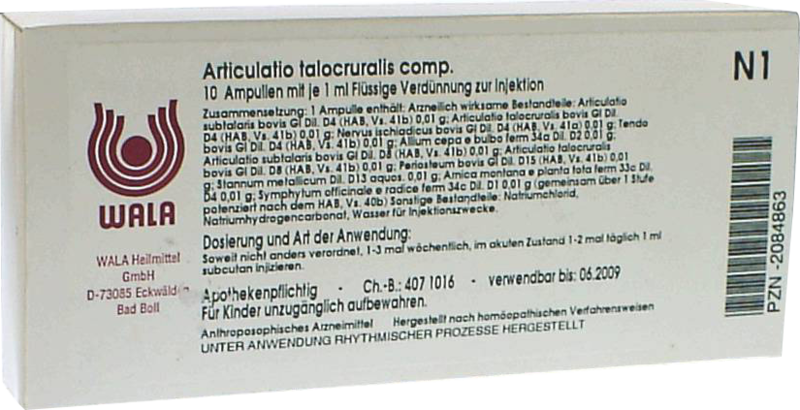 Articulatio talocruralis comp.
N1
10 Ampullen mit je 1 ml Flüssige Verdünnung zur Injektion
Zusammensetzung: 1 Ampulle enthält: Arzneilich wirksame Bestandteile: Articulatio
subtalaris bovis Gl Dil. D4 (HAB, Vs. 41b) 0,01 g; Articulatio talocruralis bovis Gl Dil.
D4 (HAB, Vs. 41b) 0,01 g; Nervus ischiadicus bovis Gl Dil. D4 (HAB, Vs. 41a) 0,01 g; Tendo
bovis Gl Dil. D4 (HAB, Vs. 41b) 0,01 g; Allium cepa e bulbo ferm 34a Dil. D2 0,01 g;
Articulatio subtalaris bovis Gl Dil. D8 (HAB, Vs. 41b) 0,01 g; Articulatio talocruralis
bovis Gl Dil. D8 (HAB, Vs. 41b) 0,01 g; Periosteum bovis Gl Dil. D15 (HAB, Vs. 41b) 0,01
g; Stannum metallicum Dil. D13 aquos. 0,01 g; Arnica montana e planta tota ferm 33c Dil.
D4 0,01 g; Symphytum officinale e radice ferm 34c Dil. D1 0,01 g (gemeinsam über 1 Stufe
potenziert nach dem HAB, Vs. 40b) Sonstige Bestandteile: Natriumchlorid,
Natriumhydrogencarbonat, Wasser für Injektionszwecke.
WALA
WALA Heilmittel
GmbH
D-73085 Eckwälden
Bad Boll
Dosierung und Art der Anwendung:
Soweit nicht anders verordnet, 1-3 mal wöchentlich, im akuten Zustand 1-2 mal täglich 1 ml
subcutan injizieren.
Apothekenpflichtig - Ch.-B.: 407 1016 - verwendbar bis: 06.2009
Für Kinder unzugänglich aufbewahren.
Anthroposophisches Arzneimittel Hergestellt nach homöopathischen Verfahrensweisen
UNTER ANWENDUNG RHYTHMISCHER PROZESSE HERGESTELLT
PZN -2084863